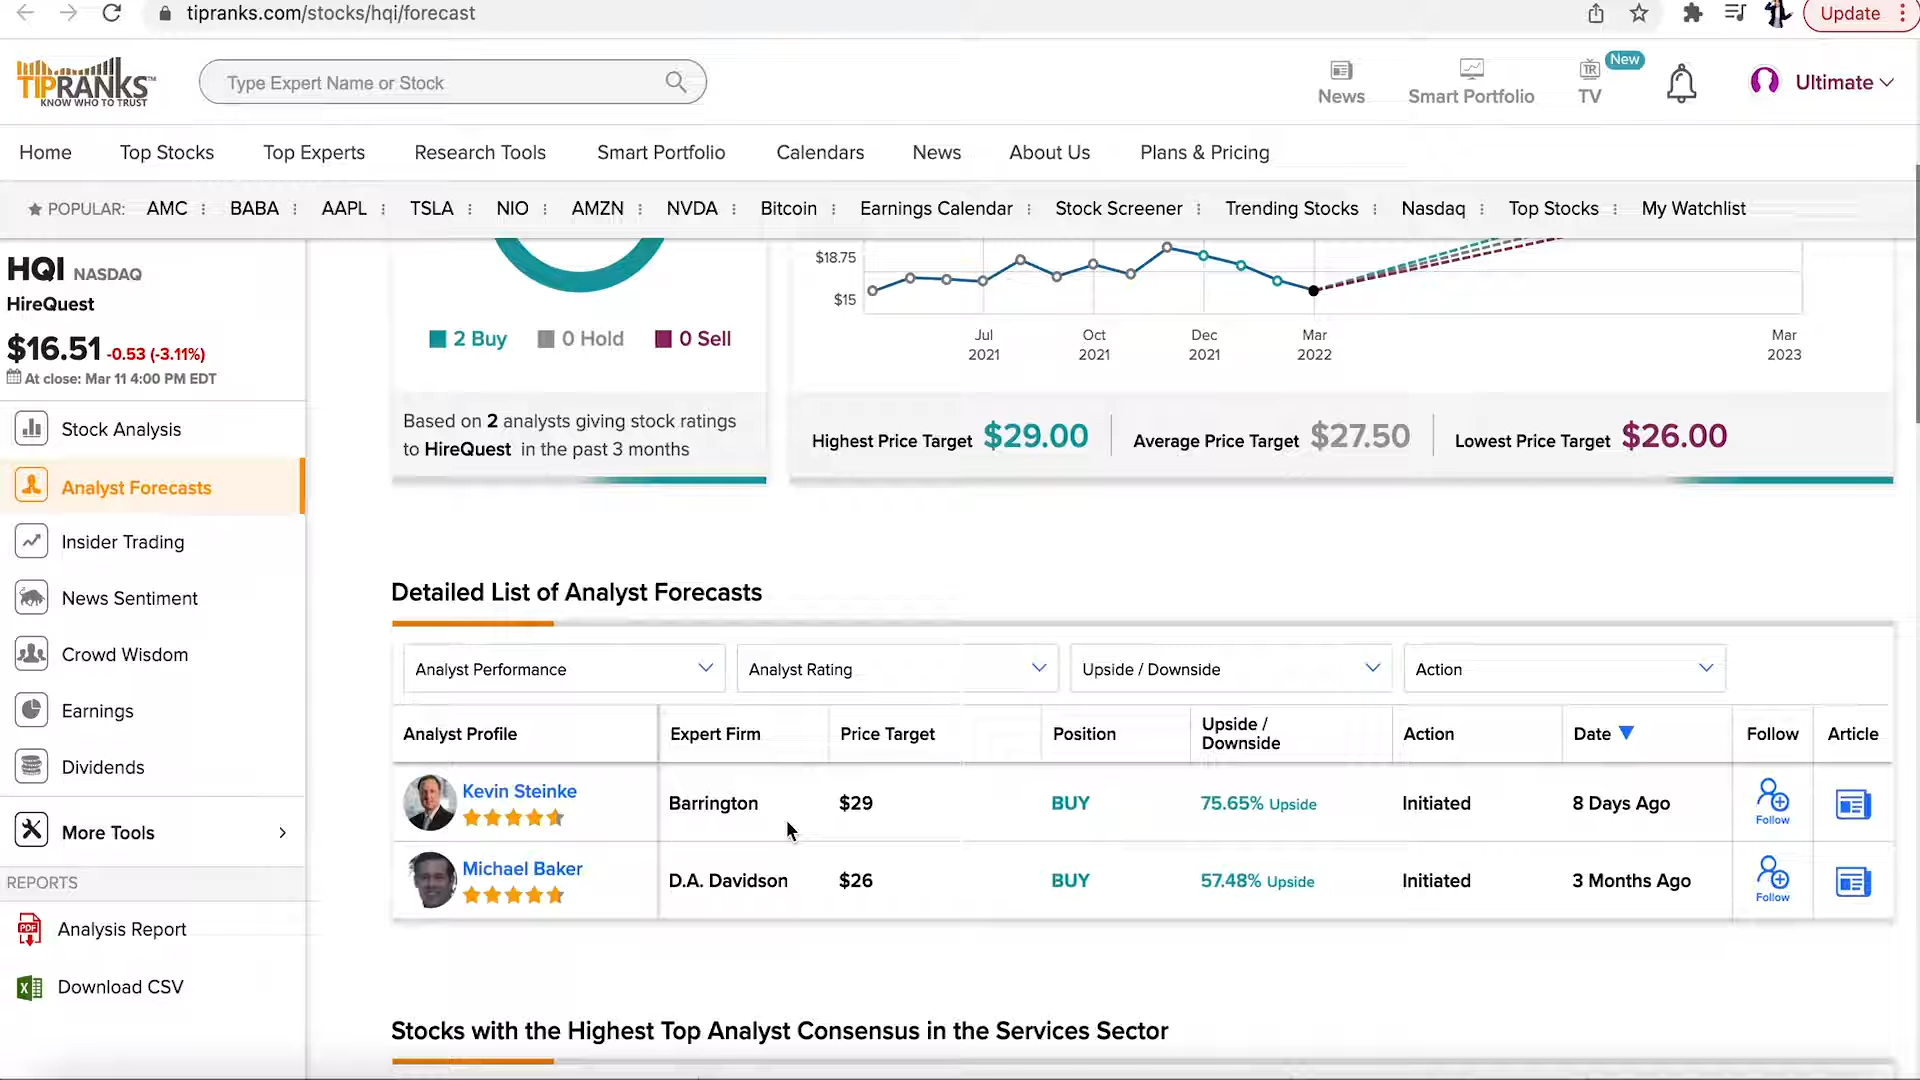 tipranks.com/stocks/hqi/forecast
Update
TIPRANKS
KNOW WHO TO TRUST
Type Expert Name or Stock
News
Smart Portfolio
TR
TV
New
Ultimate
Home
Top Stocks
Top Experts
Research Tools
Smart Portfolio
Calendars
News
About Us
Plans & Pricing
POPULAR:
AMC
BABA
AAPL
TSLA
NIO
AMZN
NVDA
Bitcoin
Earnings Calendar
Stock Screener
Trending Stocks
Nasdaq
Top Stocks
My Watchlist
HQI NASDAQ
HireQuest
$16.51 -0.53 (-3.11%)
At close: Mar 11 4:00 PM EDT
Stock Analysis
Analyst Forecasts
Insider Trading
News Sentiment
Crowd Wisdom
Earnings
Dividends
More Tools
REPORTS
PDF
Analysis Report
Download CSV
2 Buy
0 Hold
0 Sell
Based on 2 analysts giving stock ratings
to HireQuest in the past 3 months
$18.75
$15
Jul
2021
Oct
2021
Dec
2021
Mar
2022
Mar
2023
Highest Price Target $29.00
Average Price Target $27.50
Lowest Price Target $26.00
Detailed List of Analyst Forecasts
Analyst Performance
Analyst Rating
Upside / Downside
Action
Analyst Profile
Expert Firm
Price Target
Position
Upside /
Downside
Action
Date
Follow
Article
Kevin Steinke
Barrington
$29
BUY
75.65% Upside
Initiated
8 Days Ago
Follow
Michael Baker
D.A. Davidson
$26
BUY
57.48% Upside
Initiated
3 Months Ago
Follow
Stocks with the Highest Top Analyst Consensus in the Services Sector